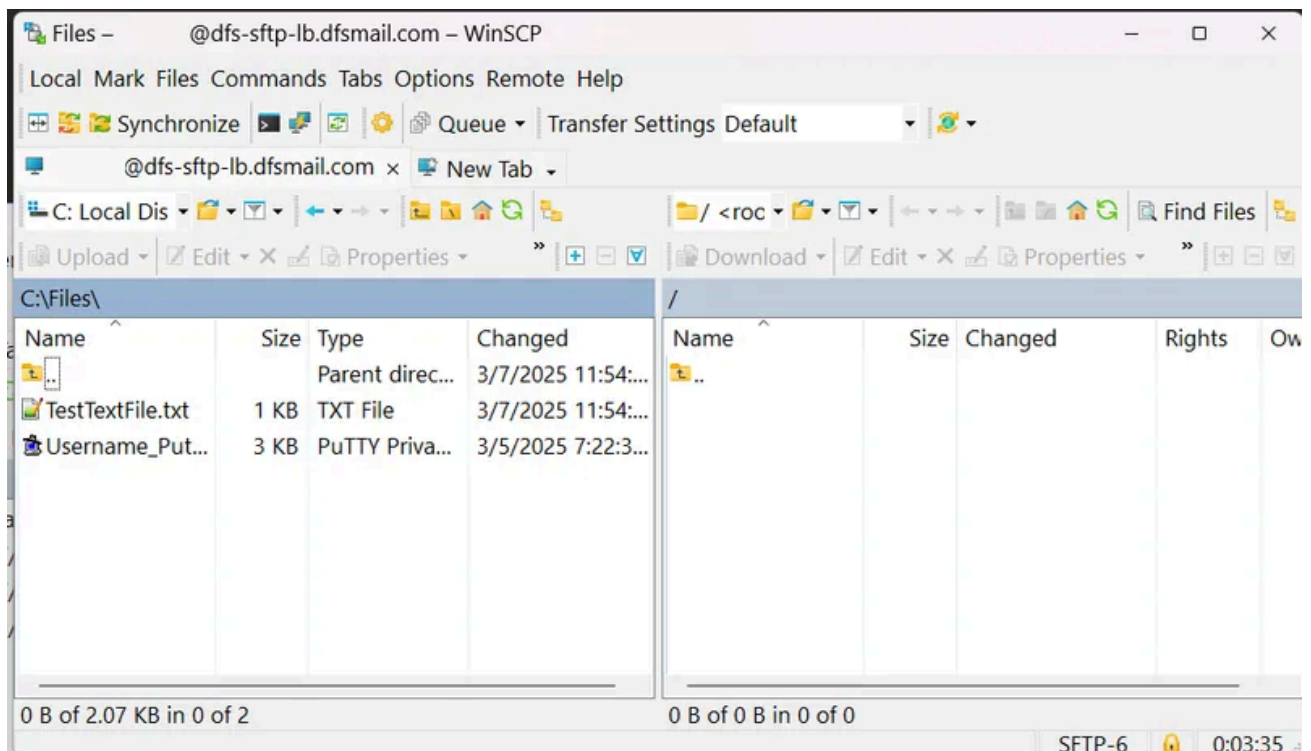 Files – @dfs-sftp-lb.dfsmail.com – WinSCP
Local Mark Files Commands Tabs Options Remote Help
Synchronize Queue Transfer Settings Default
@dfs-sftp-lb.dfsmail.com × New Tab
C: Local Dis / <roc Find Files
Upload Edit Properties » Download Edit Properties »
C:\Files\ /
Name Size Type Changed Name Size Changed Rights Ow
.. Parent direc... 3/7/2025 11:54:... ..
TestTextFile.txt 1 KB TXT File 3/7/2025 11:54:...
Username_Put... 3 KB PuTTY Priva... 3/5/2025 7:22:3...
0 B of 2.07 KB in 0 of 2 0 B of 0 B in 0 of 0
SFTP-6 0:03:35